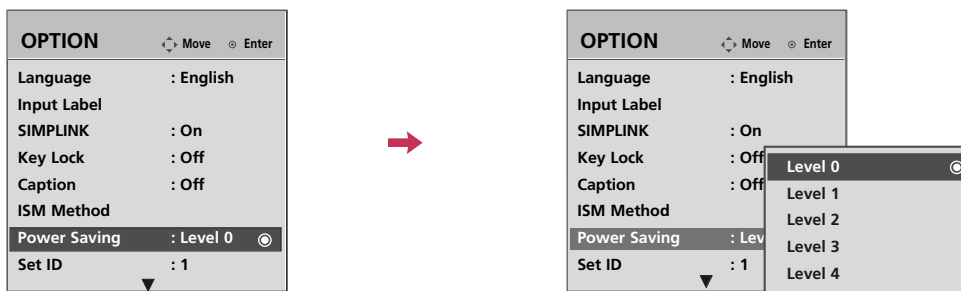 OPTION Move Enter
Language : English
Input Label
SIMPLINK : On
Key Lock : Off
Caption : Off
ISM Method
Power Saving : Level 0
Set ID : 1
OPTION Move Enter
Language : English
Input Label
SIMPLINK : On
Key Lock : Off
Caption : Off
ISM Method
Power Saving : Lev
Set ID : 1
Level 0
Level 1
Level 2
Level 3
Level 4